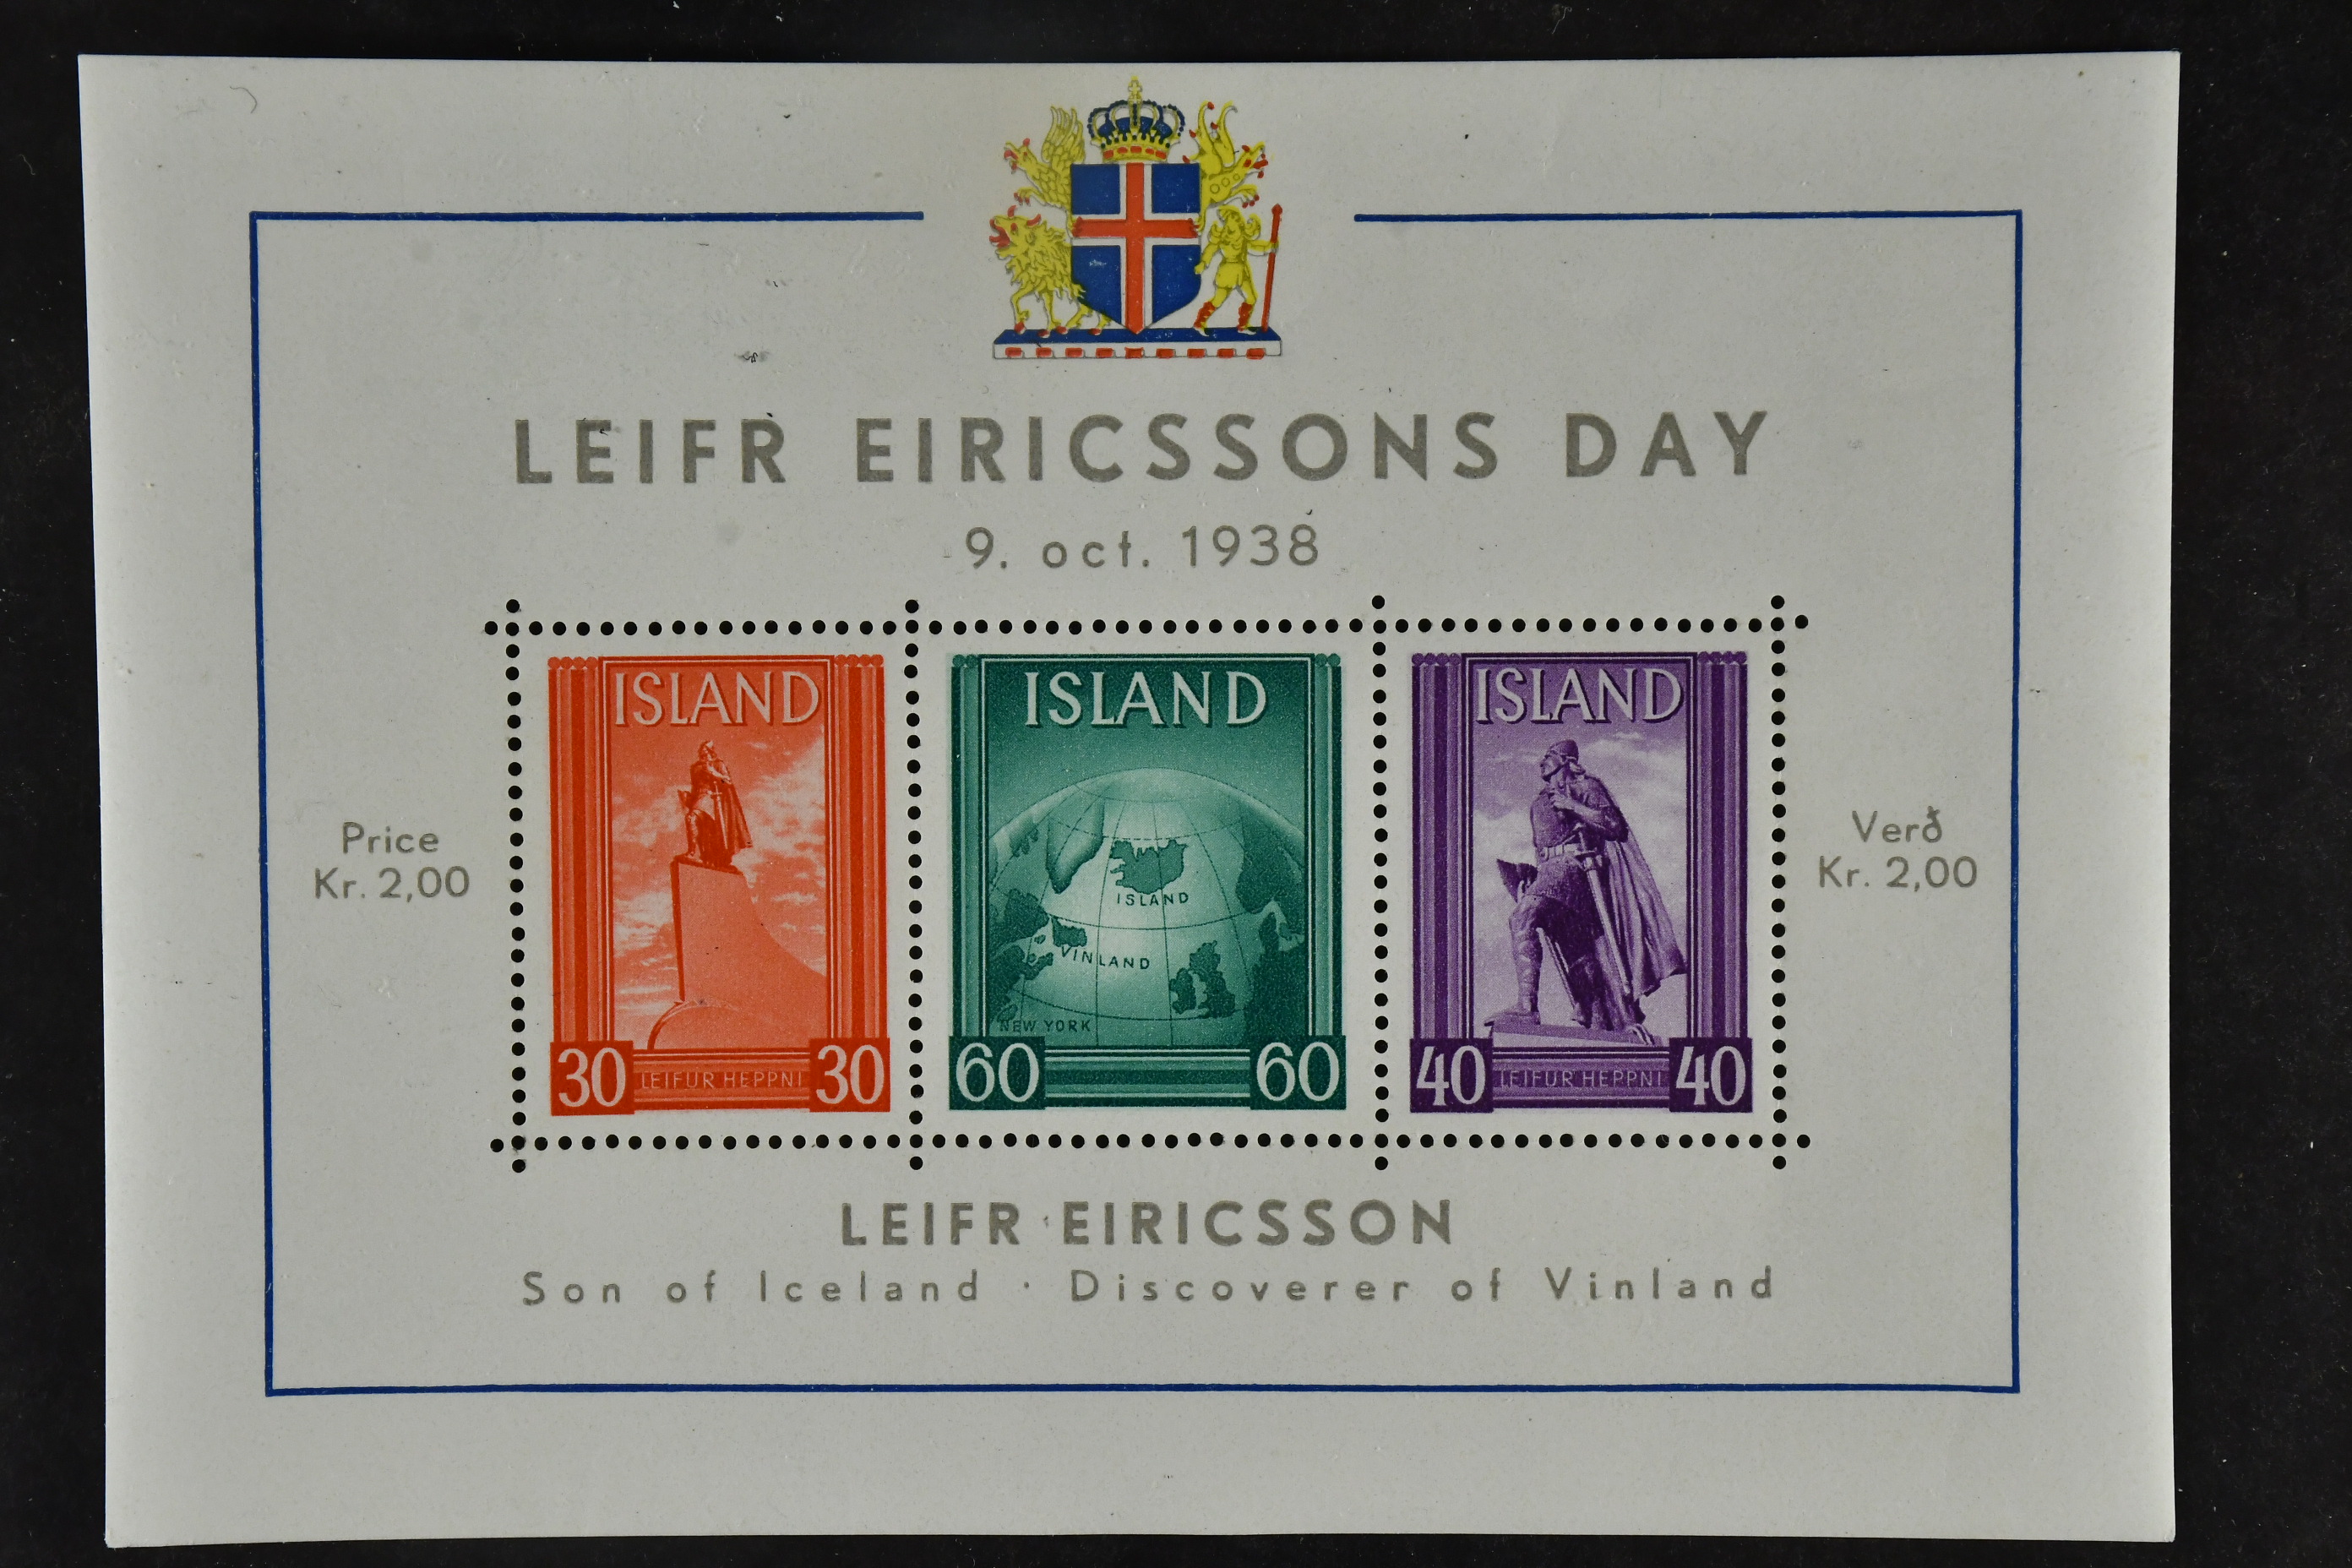 LEIFR EIRICSSONS DAY
9. oct. 1938
Price
Kr. 2,00
ISLAND
30 LEIFUR HEPPNI 30
ISLAND
ISLAND
VINLAND
NEW YORK
60 60
ISLAND
40 LEIFUR HEPPNI 40
Verð
Kr. 2,00
LEIFR EIRICSSON
Son of Iceland · Discoverer of Vinland